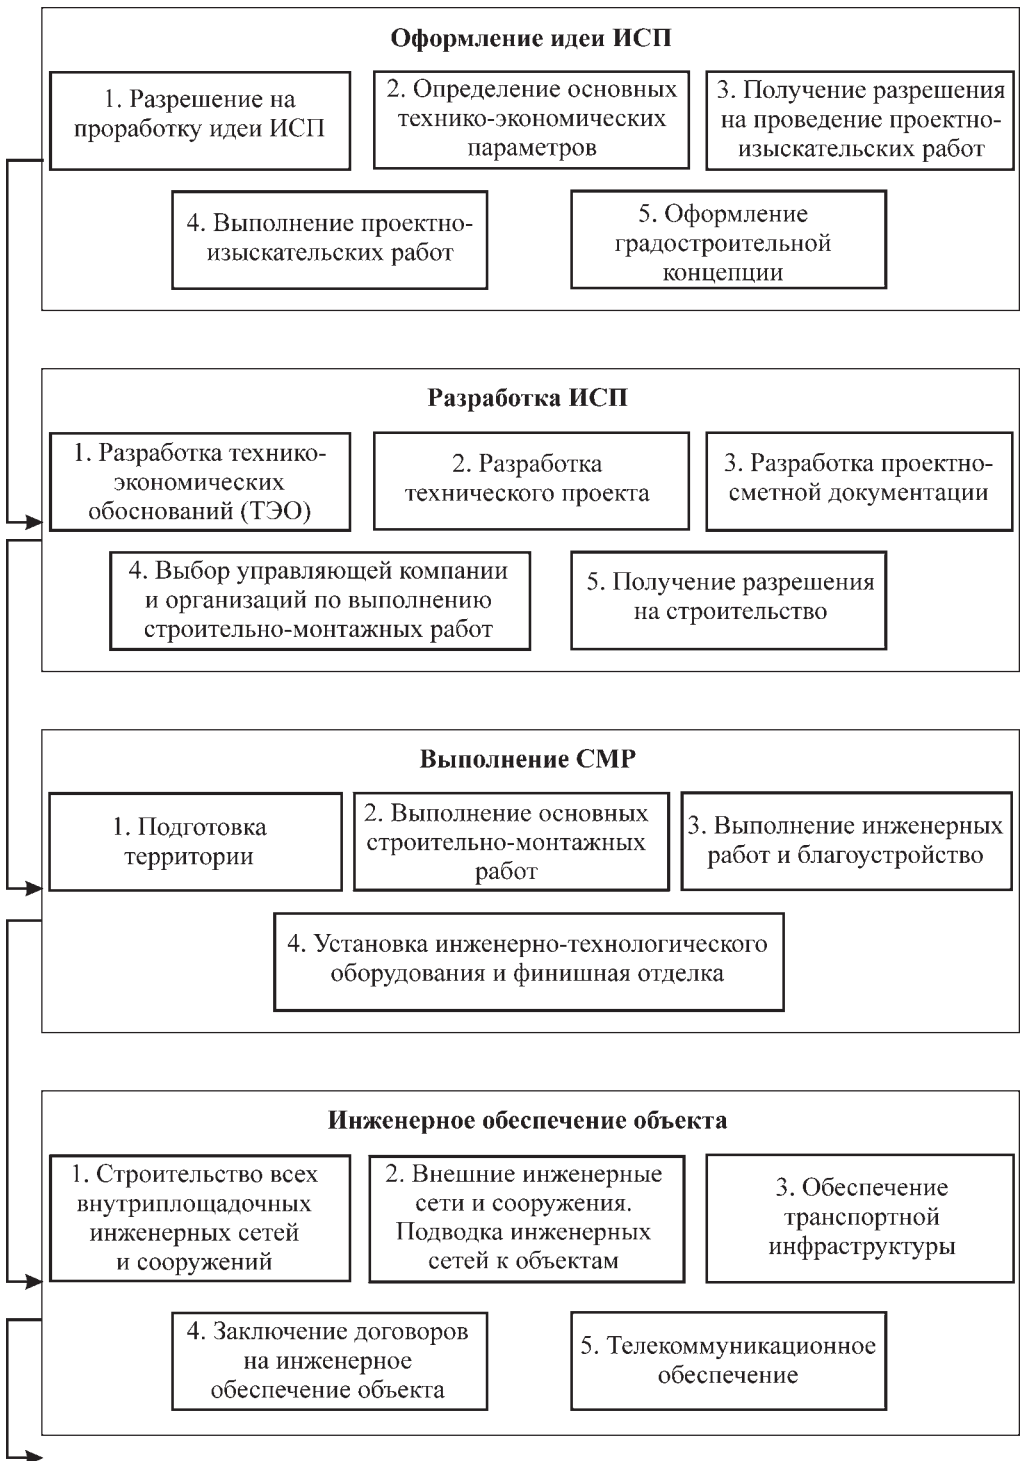 Оформление идеи ИСП
1. Разрешение на
проработку идеи ИСП
2. Определение основных
технико-экономических
параметров
3. Получение разрешения
на проведение проектно-
изыскательских работ
4. Выполнение проектно-
изыскательских работ
5. Оформление
градостроительной
концепции
Разработка ИСП
1. Разработка технико-
экономических
обоснований (ТЭО)
2. Разработка
технического проекта
3. Разработка проектно-
сметной документации
4. Выбор управляющей компании
и организаций по выполнению
строительно-монтажных работ
5. Получение разрешения
на строительство
Выполнение СМР
1. Подготовка
территории
2. Выполнение основных
строительно-монтажных
работ
3. Выполнение инженерных
работ и благоустройство
4. Установка инженерно-технологического
оборудования и финишная отделка
Инженерное обеспечение объекта
1. Строительство всех
внутриплощадочных
инженерных сетей
и сооружений
2. Внешние инженерные
сети и сооружения.
Подводка инженерных
сетей к объектам
3. Обеспечение
транспортной
инфраструктуры
4. Заключение договоров
на инженерное
обеспечение объекта
5. Телекоммуникационное
обеспечение